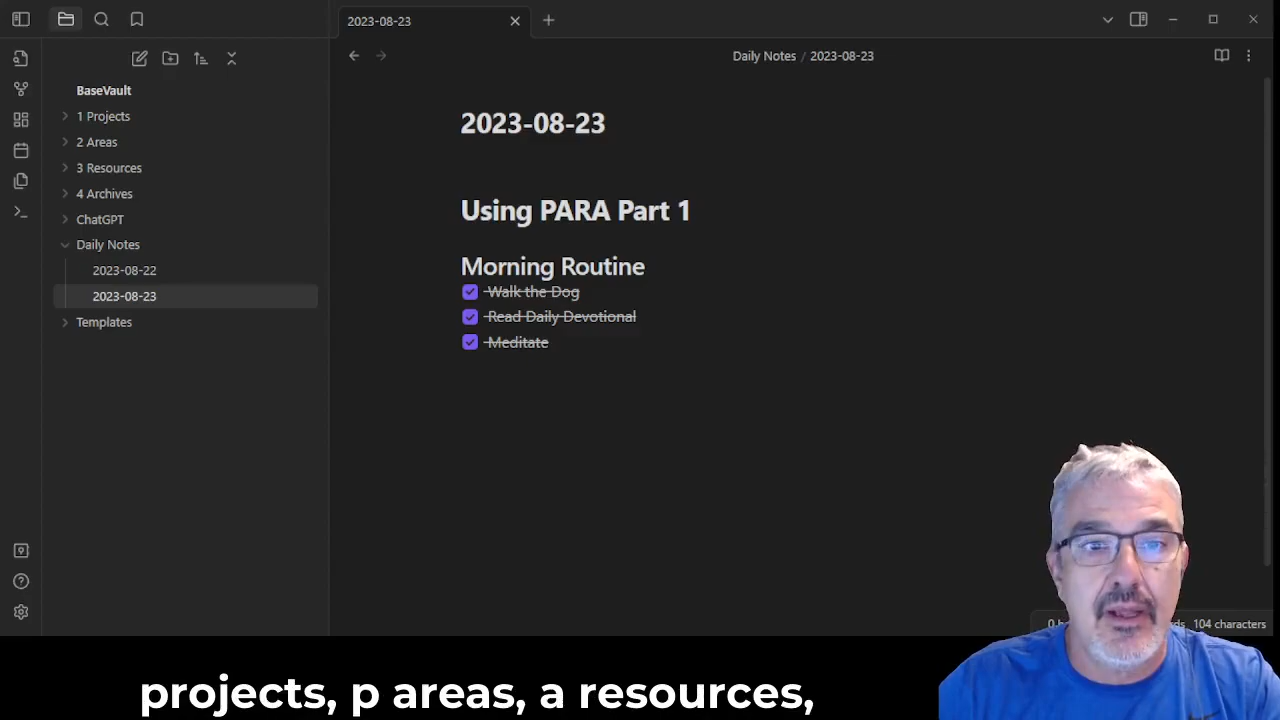 2023-08-23
Daily Notes / 2023-08-23
BaseVault
1 Projects
2 Areas
3 Resources
4 Archives
ChatGPT
Daily Notes
2023-08-22
2023-08-23
Templates
2023-08-23
Using PARA Part 1
Morning Routine
Walk the Dog
Read Daily Devotional
Meditate
104 characters
projects, p areas, a resources,